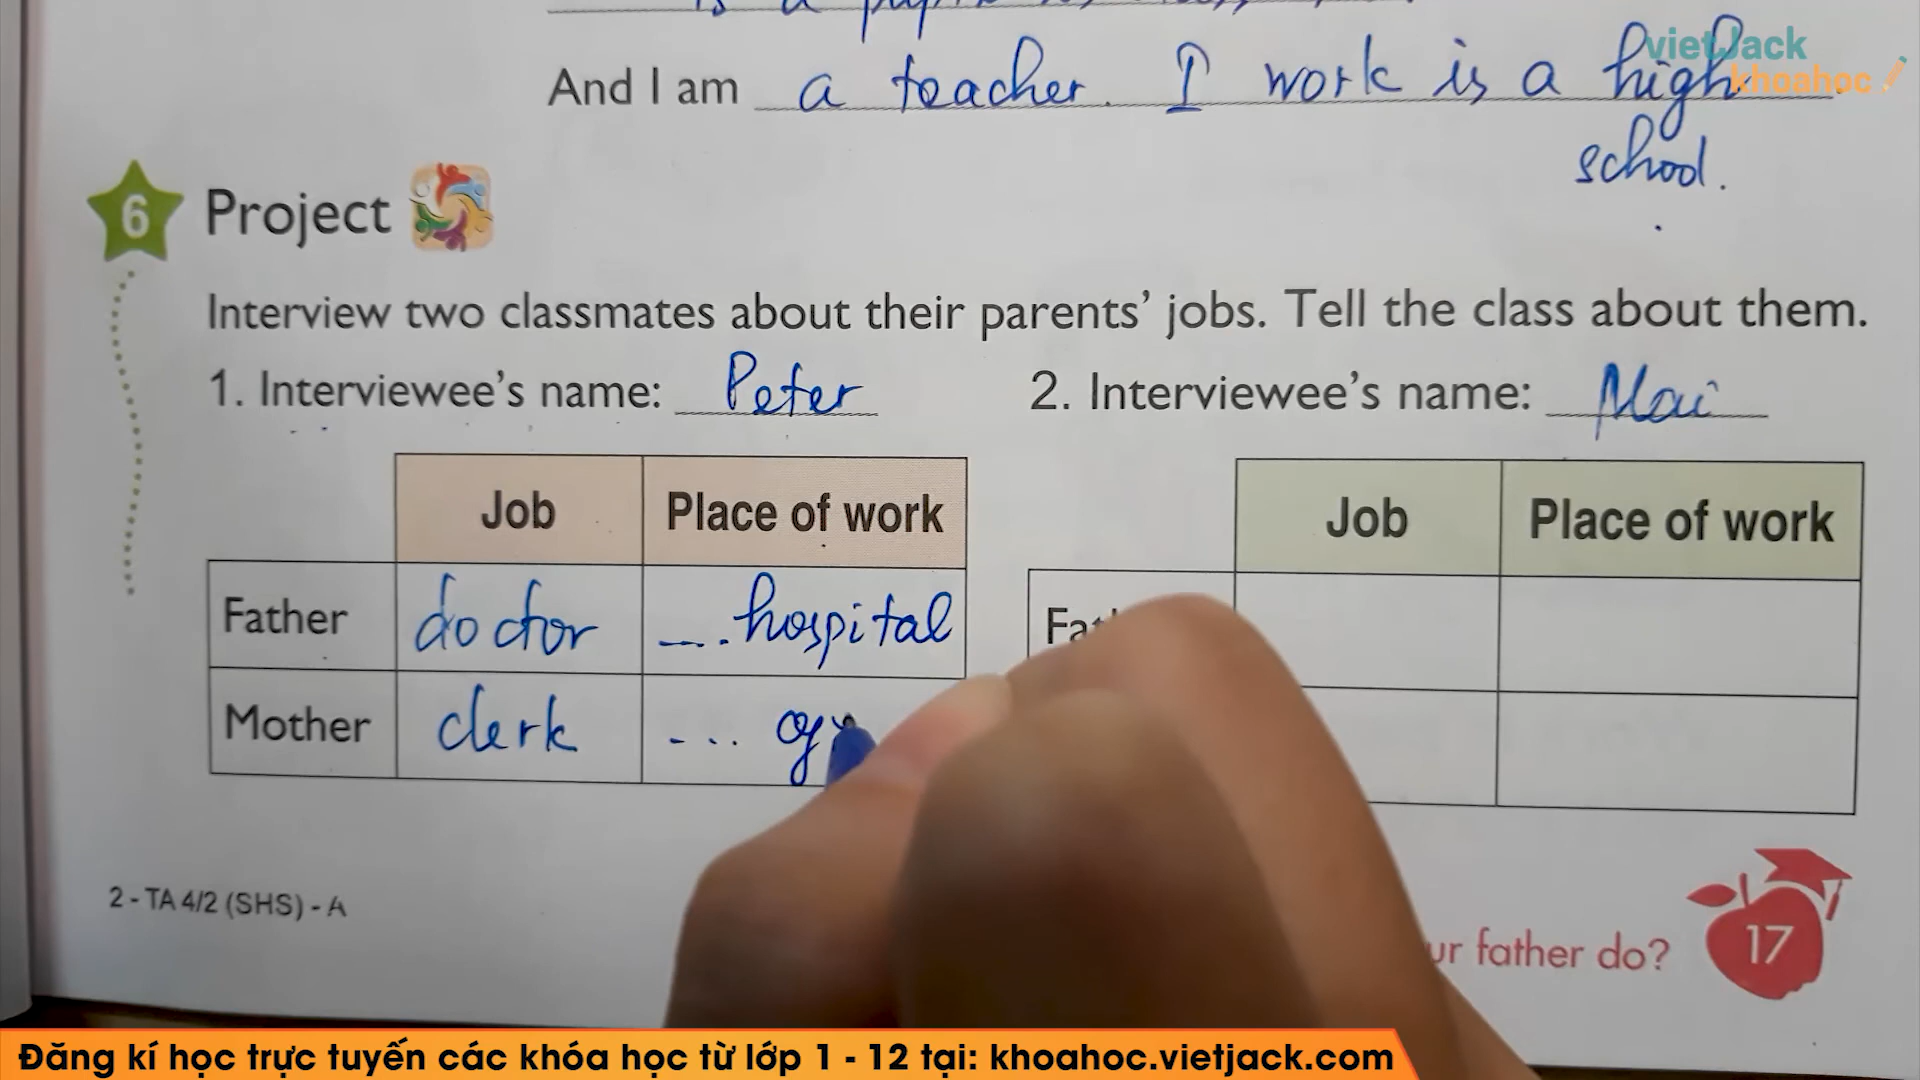 is a
And I am a teacher. I work is a high
school.
vietJack
khoahoc
6 Project
Interview two classmates about their parents' jobs. Tell the class about them.
1. Interviewee's name: Peter
2. Interviewee's name: Mai
Job Place of work
Father doctor ....hospital
Mother clerk ...
Job Place of work
2 - TA 4/2 (SHS) - A
father do? 17
Đăng kí học trực tuyến các khóa học từ lớp 1 - 12 tại: khoahoc.vietjack.com